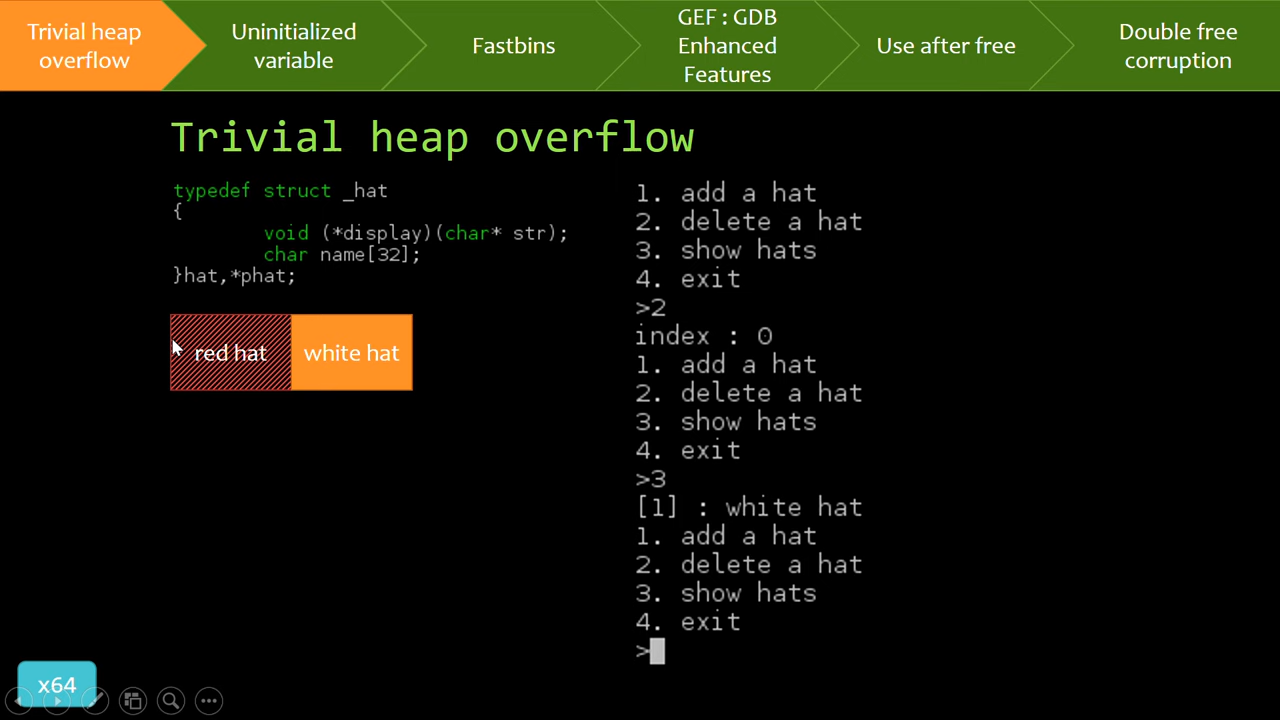 Trivial heap
overflow
Uninitialized
variable
Fastbins
GEF : GDB
Enhanced
Features
Use after free
Double free
corruption
Trivial heap overflow
typedef struct _hat
{
void (*display)(char* str);
char name[32];
}hat,*phat;
red hat
white hat
1. add a hat
2. delete a hat
3. show hats
4. exit
>2
index : 0
1. add a hat
2. delete a hat
3. show hats
4. exit
>3
[1] : white hat
1. add a hat
2. delete a hat
3. show hats
4. exit
>
x64